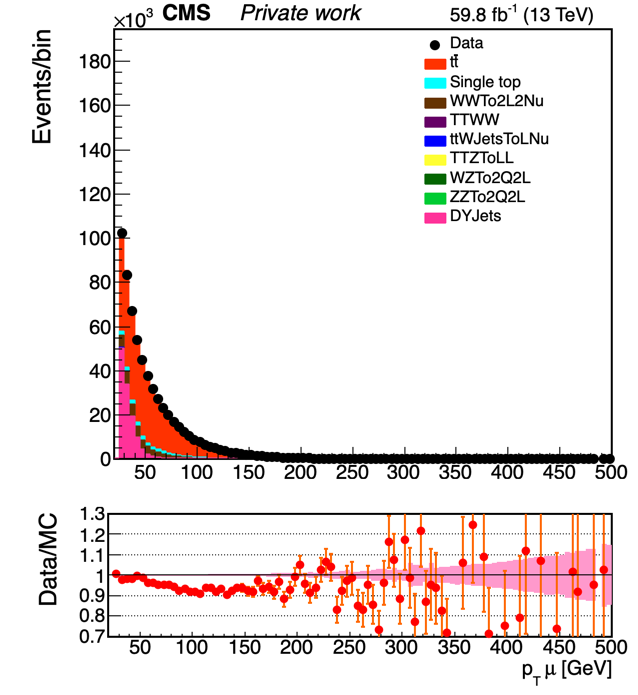 ×10³ CMS Private work 59.8 fb⁻¹ (13 TeV)
Events/bin
180
160
140
120
100
80
60
40
20
0
Data
tt̄
Single top
WWTo2L2Nu
TTWW
ttWJetsToLNu
TTZToLL
WZTo2Q2L
ZZTo2Q2L
DYJets
50 100 150 200 250 300 350 400 450 500
Data/MC
1.3
1.2
1.1
1
0.9
0.8
0.7
50 100 150 200 250 300 350 400 450 500
p_T μ [GeV]